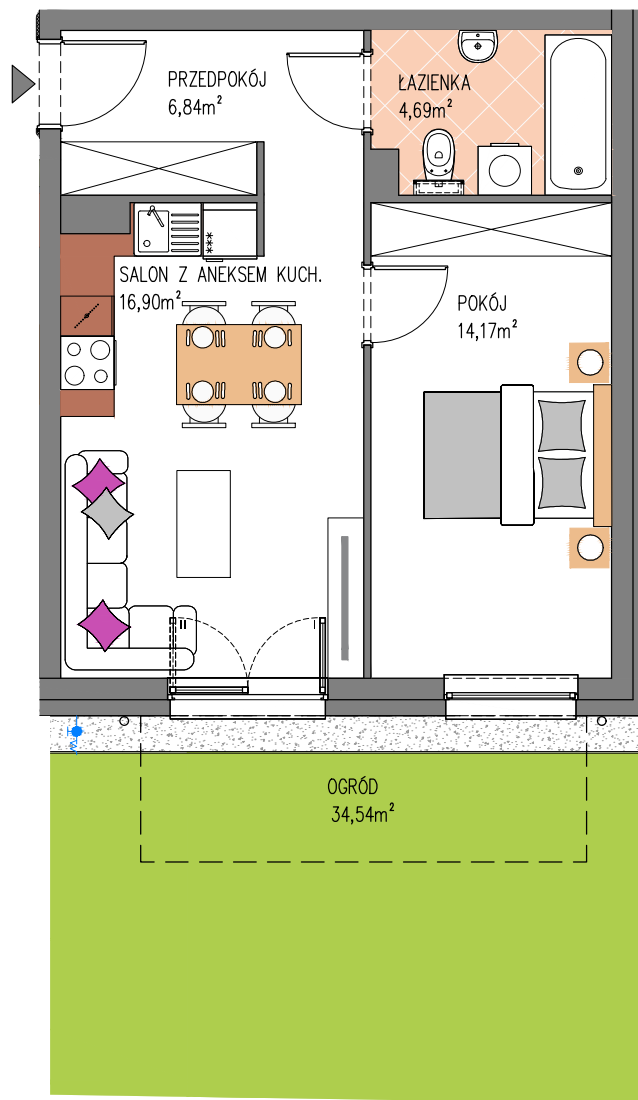 PRZEDPOKÓJ
6,84m²
ŁAZIENKA
4,69m²
SALON Z ANEKSEM KUCH.
16,90m²
POKÓJ
14,17m²
OGRÓD
34,54m²